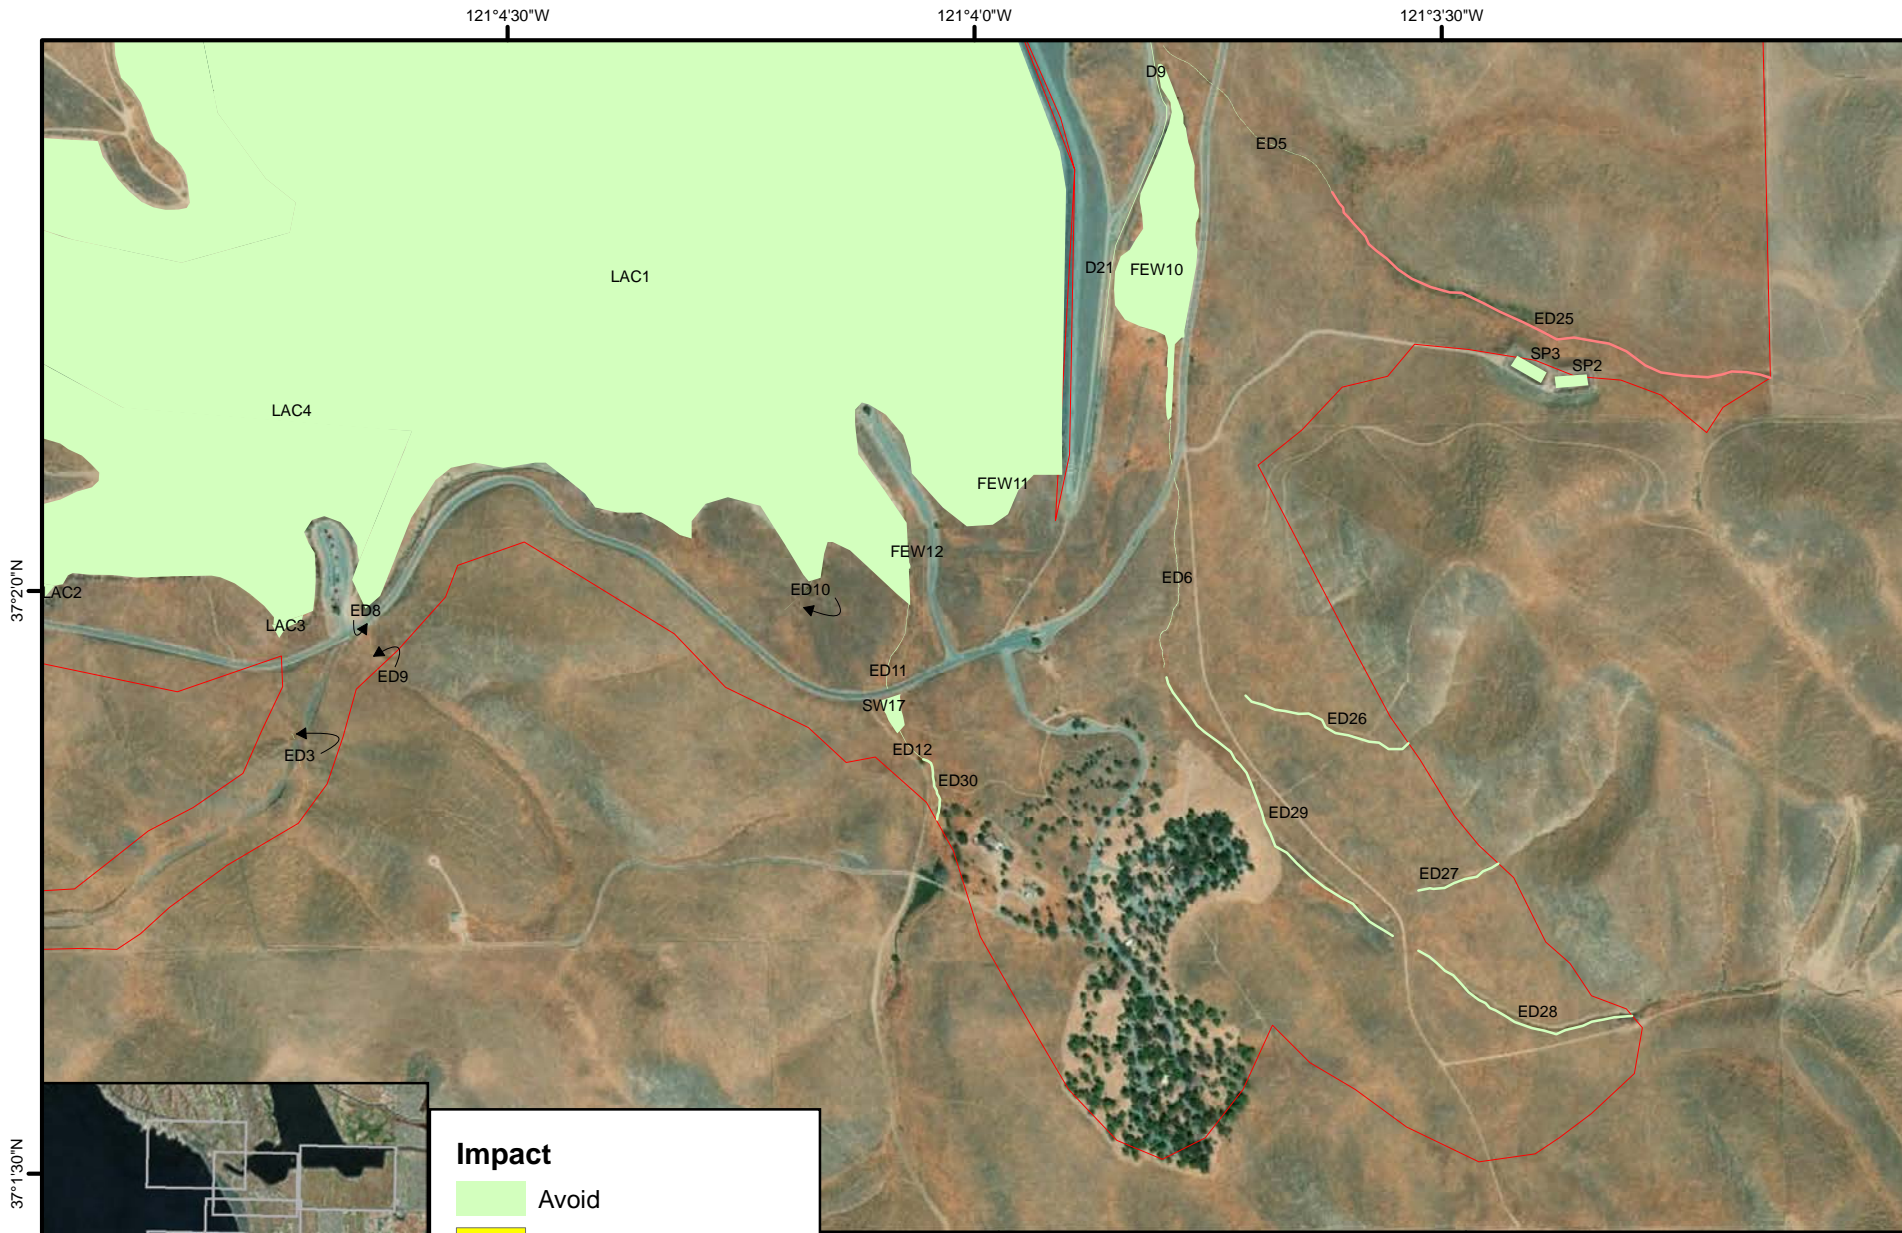 121°4'30"W
121°4'0"W
121°3'30"W
D9
ED5
LAC1
D21
FEW10
ED25
SP3
SP2
LAC4
FEW11
FEW12
ED6
37°2'0"N
LAC2
ED10
ED8
LAC3
ED11
ED9
SW17
ED26
ED12
ED3
ED30
ED29
ED27
ED28
37°1'30"N
Impact
Avoid